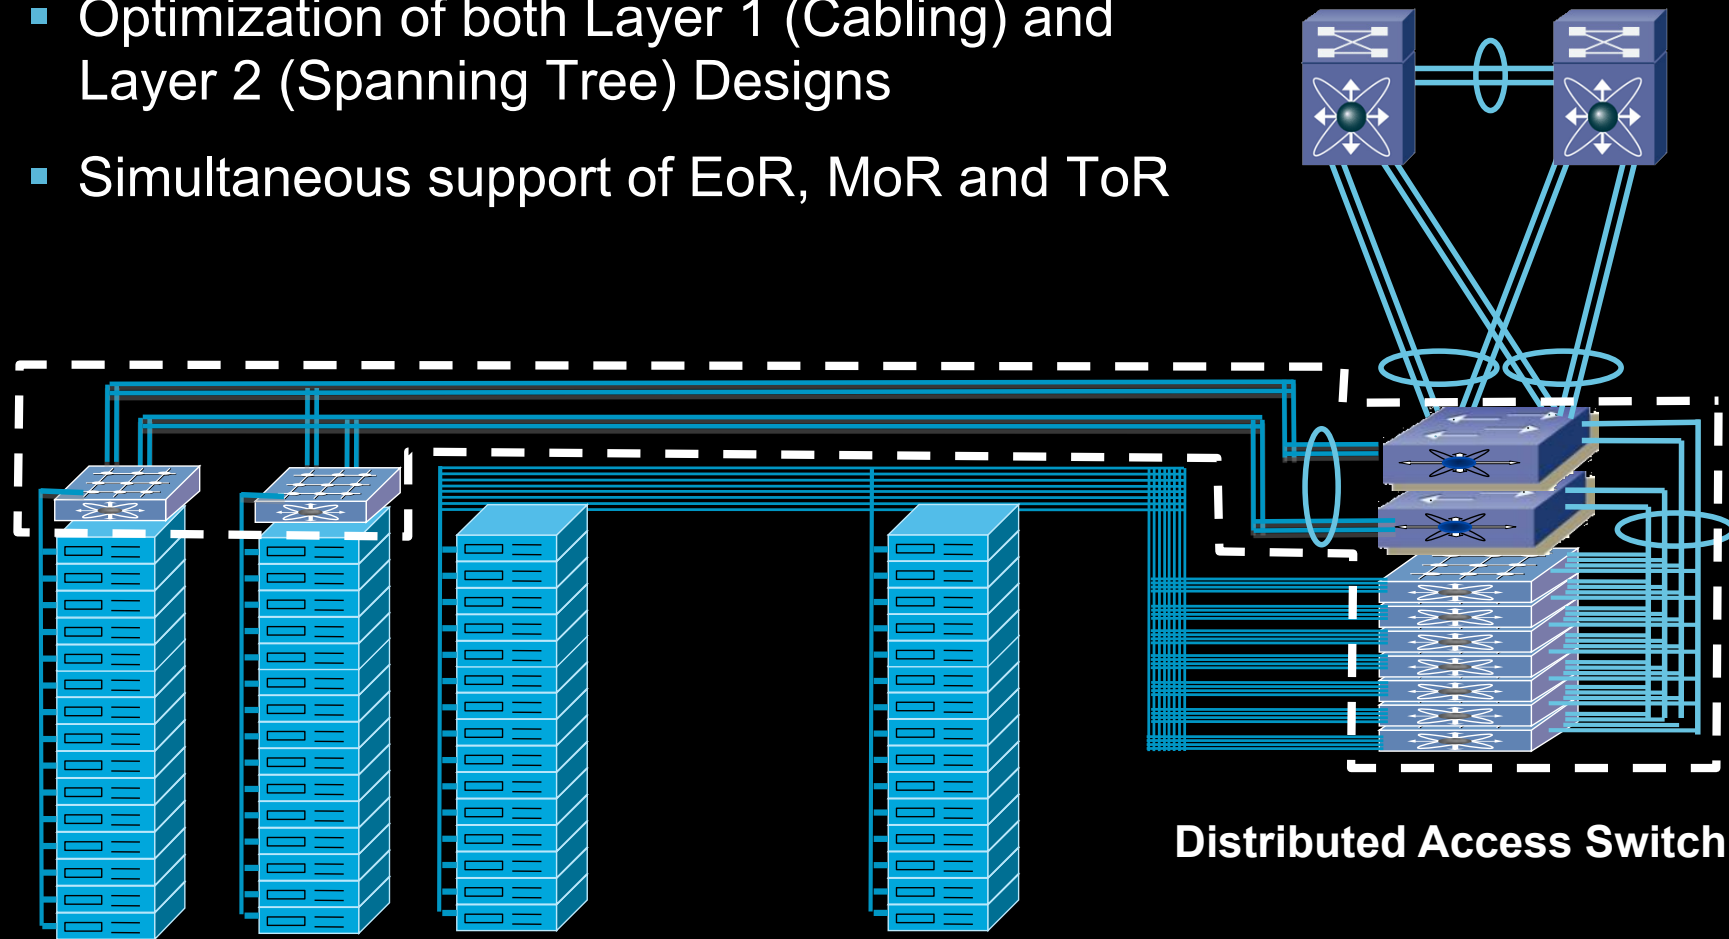 Optimization of both Layer 1 (Cabling) and
Layer 2 (Spanning Tree) Designs
Simultaneous support of EoR, MoR and ToR
Distributed Access Switch